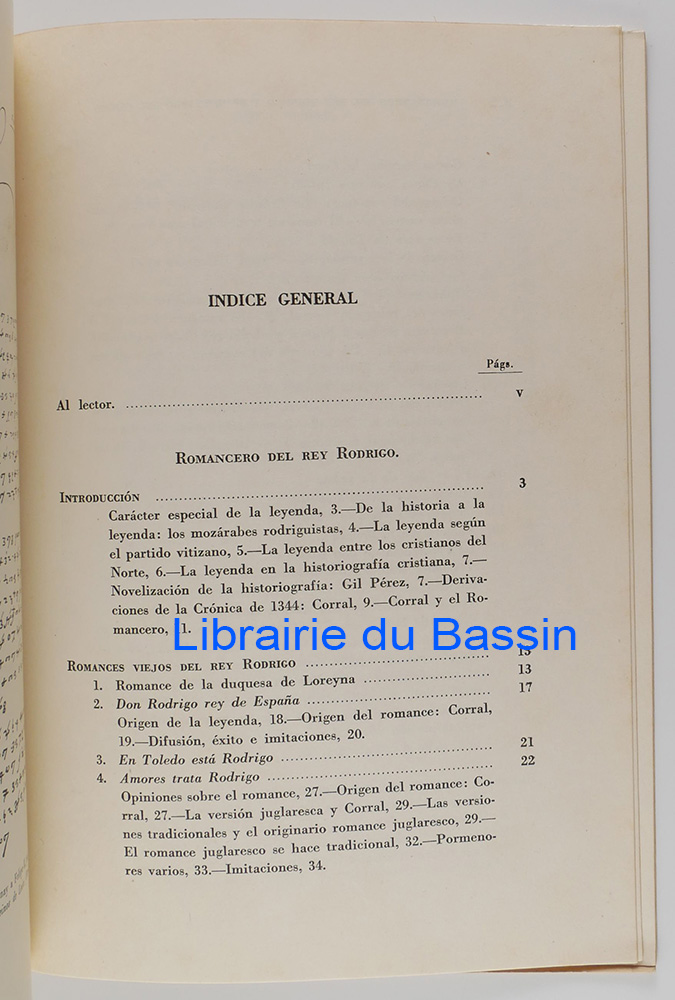 INDICE GENERAL
Págs.
Al lector. V
ROMANCERO DEL REY RODRIGO.
INTRODUCCIÓN 3
Carácter especial de la leyenda, 3.—De la historia a la
leyenda: los mozárabes rodriguistas, 4.—La leyenda según
el partido vitizano, 5.—La leyenda entre los cristianos del
Norte, 6.—La leyenda en la historiografía cristiana, 7.—
Novelización de la historiografía: Gil Pérez, 7.—Deriva-
ciones de la Crónica de 1344: Corral, 9.—Corral y el Ro-
mancero, 11.
Librairie du Bassin
ROMANCES VIEJOS DEL REY RODRIGO 13
1. Romance de la duquesa de Loreyna 13
2. Don Rodrigo rey de España 17
Origen de la leyenda, 18.—Origen del romance: Corral,
19.—Difusión, éxito e imitaciones, 20.
3. En Toledo está Rodrigo 21
4. Amores trata Rodrigo 22
Opiniones sobre el romance, 27.—Origen del romance: Co-
rral, 27.—La versión juglaresca y Corral, 29.—Las versio-
nes tradicionales y el originario romance juglaresco, 29.—
El romance juglaresco se hace tradicional, 32.—Pormeno-
res varios, 33.—Imitaciones, 34.